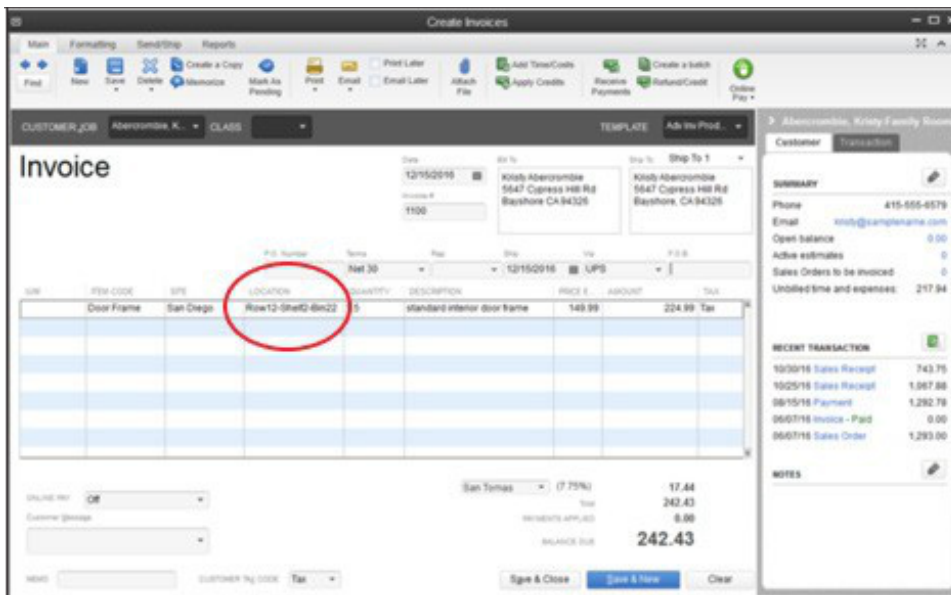 Create Invoices
Main Formatting Send/Ship Reports
Find New Save Delete Create a Copy Memorize Mark As Pending Print Email Print Later Email Later Attach File Add Time/Costs Apply Credits Receive Payments Create a batch Refund/Credit Online Pay
CUSTOMER:JOB Abercrombie, K... CLASS TEMPLATE Adv Inv Prod...
Abercrombie, Kristy Family Room
Customer Transaction
Invoice
Date Bill To Ship To Ship To 1
12/15/2016
Kristy Abercrombie
5647 Cypress Hill Rd
Bayshore CA 94326
Kristy Abercrombie
5647 Cypress Hill Rd
Bayshore, CA 94326
Invoice #
1100
P.O. Number Terms Rep Ship Via F.O.B.
Net 30 12/15/2016 UPS
U/M ITEM CODE SITE LOCATION QUANTITY DESCRIPTION PRICE E... AMOUNT TAX
Door Frame San Diego Row12-Shelf2-Bin22 5 standard interior door frame 149.99 224.99 Tax
San Tomas (7.75%) 17.44
Total 242.43
PAYMENTS APPLIED 0.00
BALANCE DUE 242.43
ONLINE PAY Off
Customer Message
MEMO CUSTOMER TAX CODE Tax Save & Close Save & New Clear
SUMMARY
Phone 415-555-6579
Email kristy@samplename.com
Open balance 0.00
Active estimates 0
Sales Orders to be invoiced 0
Unbilled time and expenses 217.94
RECENT TRANSACTION
10/30/16 Sales Receipt 743.75
10/25/16 Sales Receipt 1,067.88
08/15/16 Payment 1,292.78
06/07/16 Invoice - Paid 0.00
06/07/16 Sales Order 1,293.00
NOTES